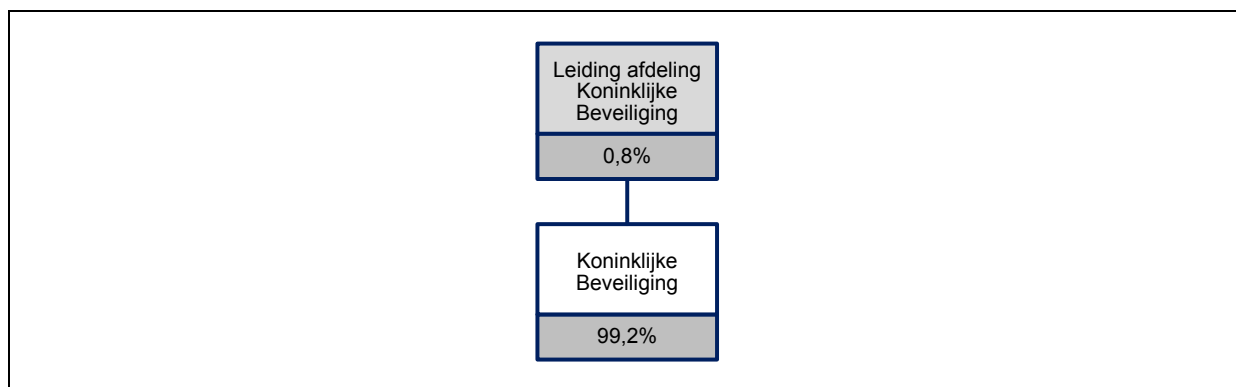 Leiding afdeling
Koninklijke
Beveiliging
0,8%
Koninklijke
Beveiliging
99,2%